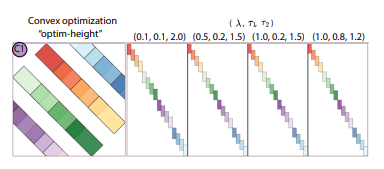 Convex optimization
"optim-height"
( λ, τ₁, τ₂)
(0.1, 0.1, 2.0) (0.5, 0.2, 1.5) (1.0, 0.2, 1.5) (1.0, 0.8, 1.2)
C1